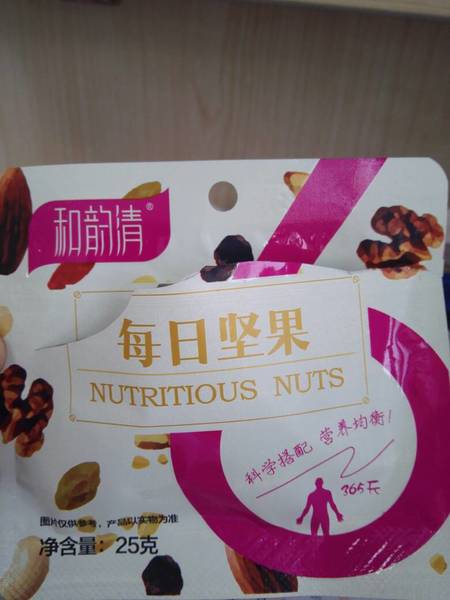 和韵清®
每日坚果
NUTRITIOUS NUTS
科学搭配 营养均衡!
365天
图片仅供参考，产品以实物为准
净含量：25克